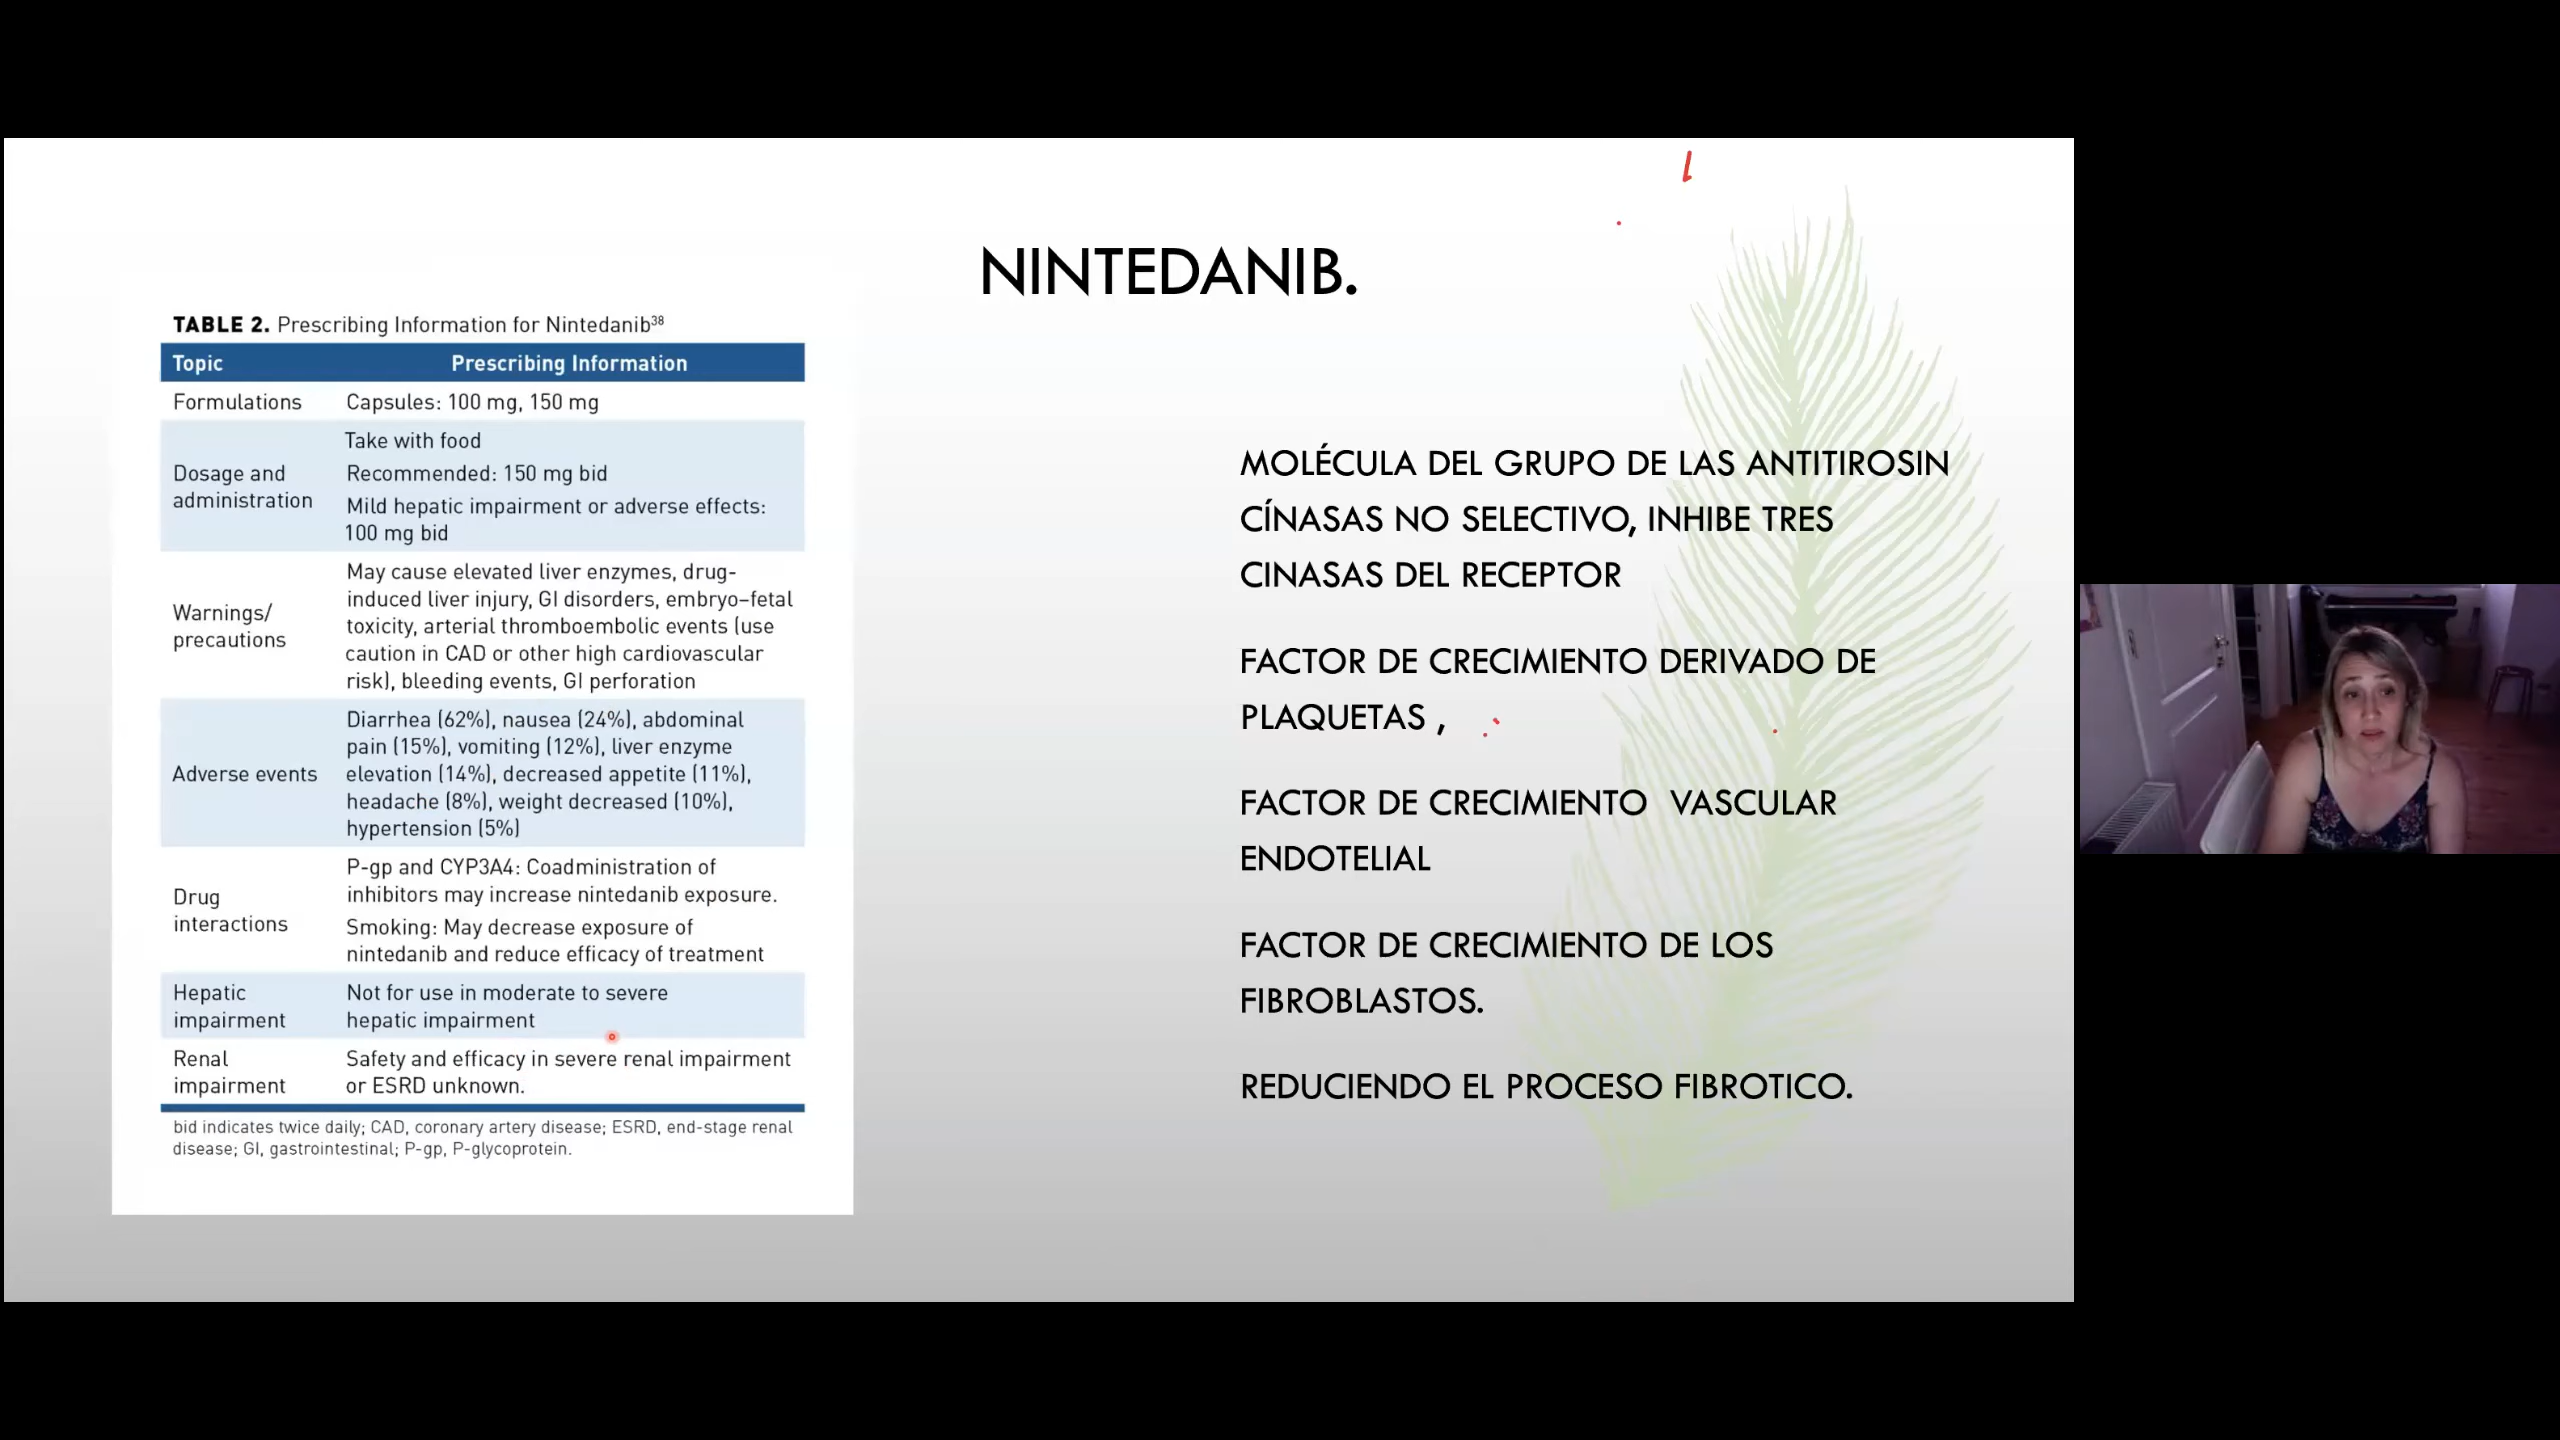 NINTEDANIB.
TABLE 2. Prescribing Information for Nintedanib38
Topic Prescribing Information
Formulations Capsules: 100 mg, 150 mg
Dosage and
administration
Take with food
Recommended: 150 mg bid
Mild hepatic impairment or adverse effects:
100 mg bid
Warnings/
precautions
May cause elevated liver enzymes, drug-
induced liver injury, GI disorders, embryo–fetal
toxicity, arterial thromboembolic events (use
caution in CAD or other high cardiovascular
risk), bleeding events, GI perforation
Adverse events
Diarrhea (62%), nausea (24%), abdominal
pain (15%), vomiting (12%), liver enzyme
elevation (14%), decreased appetite (11%),
headache (8%), weight decreased (10%),
hypertension (5%)
Drug
interactions
P-gp and CYP3A4: Coadministration of
inhibitors may increase nintedanib exposure.
Smoking: May decrease exposure of
nintedanib and reduce efficacy of treatment
Hepatic
impairment
Not for use in moderate to severe
hepatic impairment
Renal
impairment
Safety and efficacy in severe renal impairment
or ESRD unknown.
bid indicates twice daily; CAD, coronary artery disease; ESRD, end-stage renal
disease; GI, gastrointestinal; P-gp, P-glycoprotein.
MOLÉCULA DEL GRUPO DE LAS ANTITIROSIN
CÍNASAS NO SELECTIVO, INHIBE TRES
CINASAS DEL RECEPTOR
FACTOR DE CRECIMIENTO DERIVADO DE
PLAQUETAS ,
FACTOR DE CRECIMIENTO VASCULAR
ENDOTELIAL
FACTOR DE CRECIMIENTO DE LOS
FIBROBLASTOS.
REDUCIENDO EL PROCESO FIBROTICO.